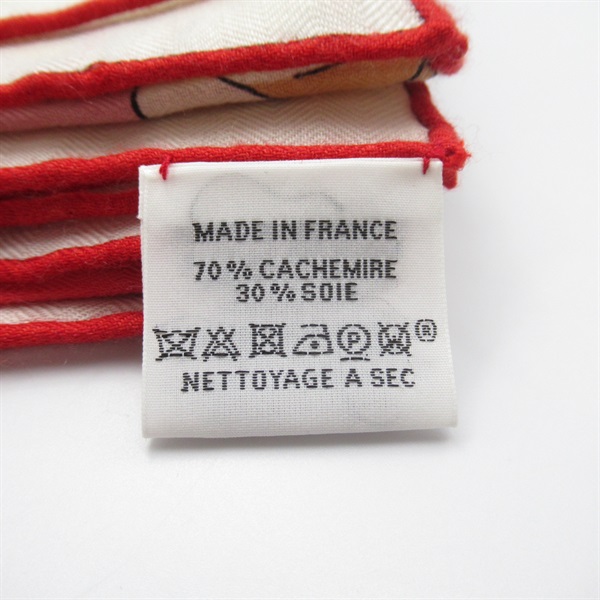 MADE IN FRANCE
70% CACHEMIRE
30% SOIE
P ®
NETTOYAGE A SEC